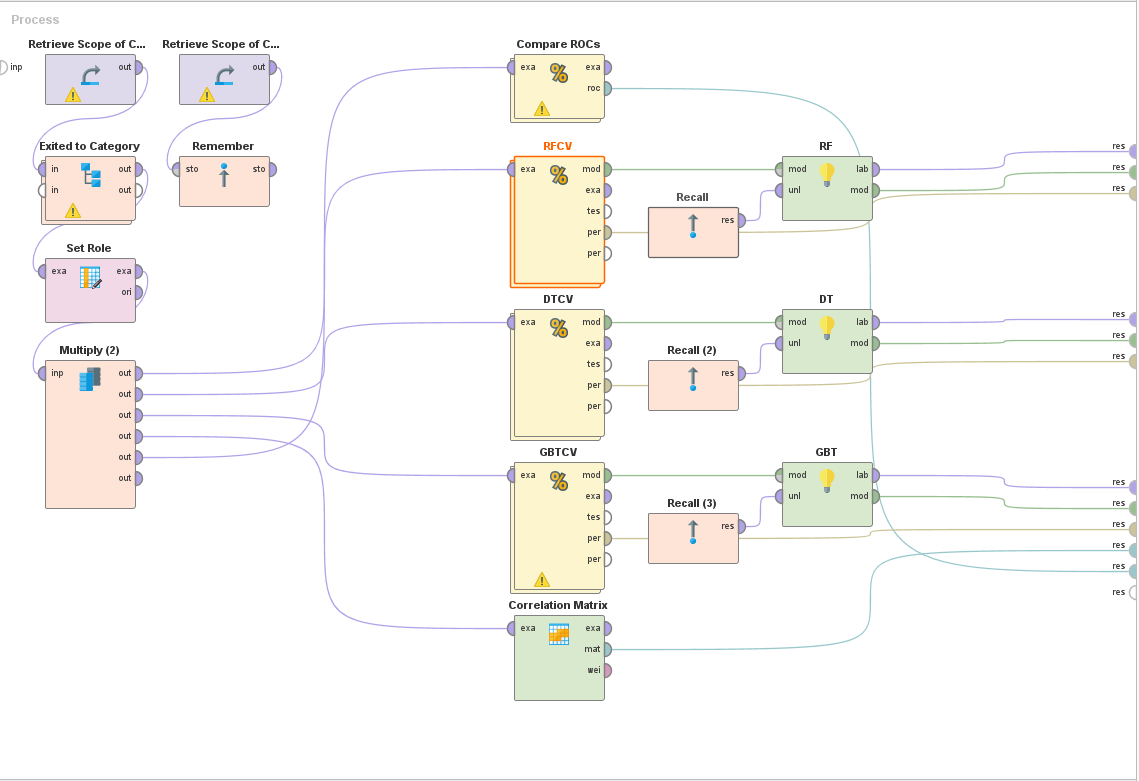 Process
Retrieve Scope of C...
Retrieve Scope of C...
Compare ROCs
inp
out
out
exa
exa
roc
Exited to Category
Remember
RFCV
RF
in
out
in
out
sto
sto
exa
mod
exa
tes
per
per
Recall
res
mod
lab
unl
mod
res
res
res
Set Role
exa
exa
ori
DTCV
DT
exa
mod
exa
tes
per
per
Recall (2)
res
mod
lab
unl
mod
res
res
res
Multiply (2)
inp
out
out
out
out
out
out
GBTCV
GBT
exa
mod
exa
tes
per
per
Recall (3)
res
mod
lab
unl
mod
res
res
res
res
res
res
Correlation Matrix
exa
exa
mat
wei